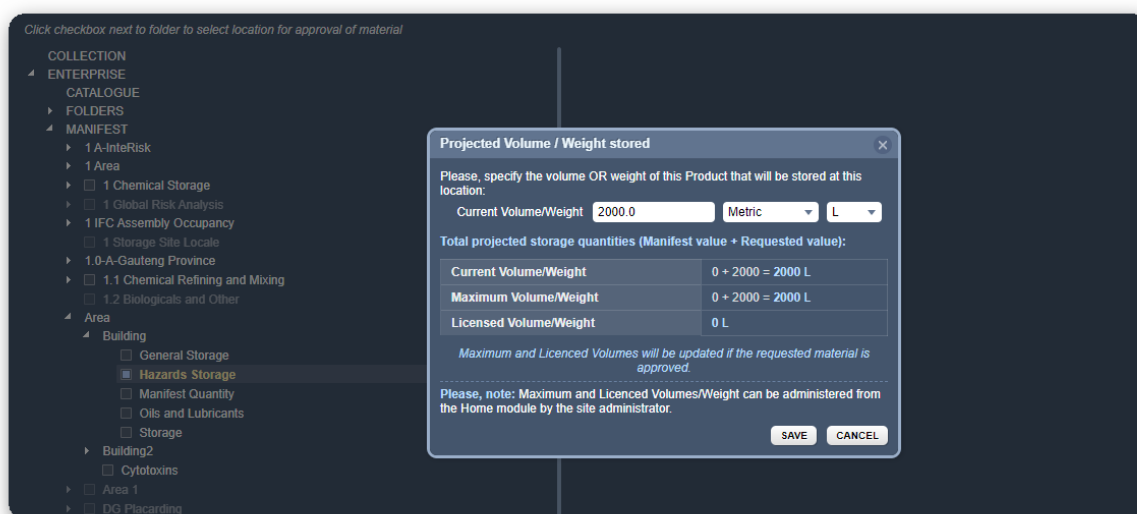 Click checkbox next to folder to select location for approval of material
COLLECTION
ENTERPRISE
CATALOGUE
FOLDERS
MANIFEST
1 A-InteRisk
1 Area
1 Chemical Storage
1 Global Risk Analysis
1 IFC Assembly Occupancy
1 Storage Site Locale
1.0-A-Gauteng Province
1.1 Chemical Refining and Mixing
1.2 Biologicals and Other
Area
Building
General Storage
Hazards Storage
Manifest Quantity
Oils and Lubricants
Storage
Building2
Cytotoxins
Area 1
DG Placarding
Projected Volume / Weight stored
Please, specify the volume OR weight of this Product that will be stored at this
location:
Current Volume/Weight 2000.0 Metric L
Total projected storage quantities (Manifest value + Requested value):
Current Volume/Weight 0 + 2000 = 2000 L
Maximum Volume/Weight 0 + 2000 = 2000 L
Licensed Volume/Weight 0 L
Maximum and Licenced Volumes will be updated if the requested material is
approved.
Please, note: Maximum and Licenced Volumes/Weight can be administered from
the Home module by the site administrator.
SAVE CANCEL